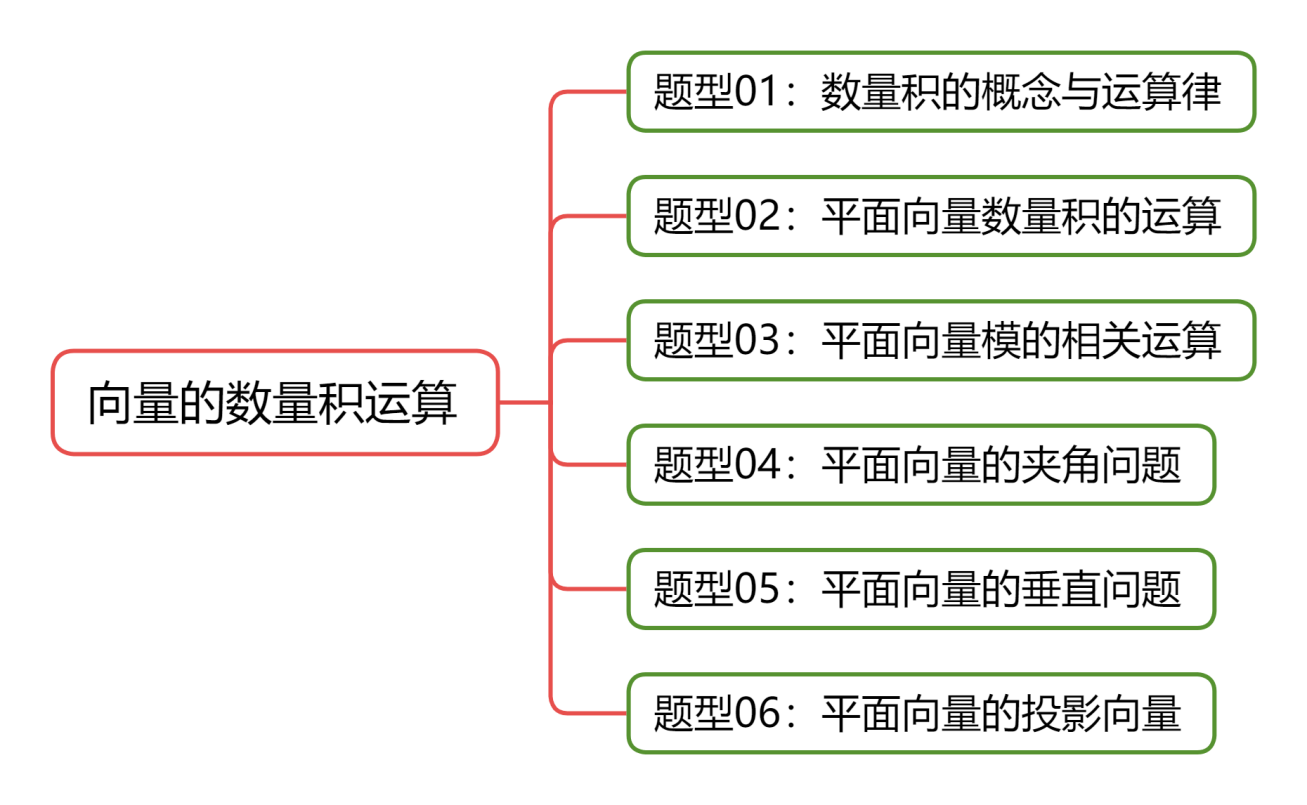 题型01：数量积的概念与运算律
题型02：平面向量数量积的运算
题型03：平面向量模的相关运算
向量的数量积运算
题型04：平面向量的夹角问题
题型05：平面向量的垂直问题
题型06：平面向量的投影向量